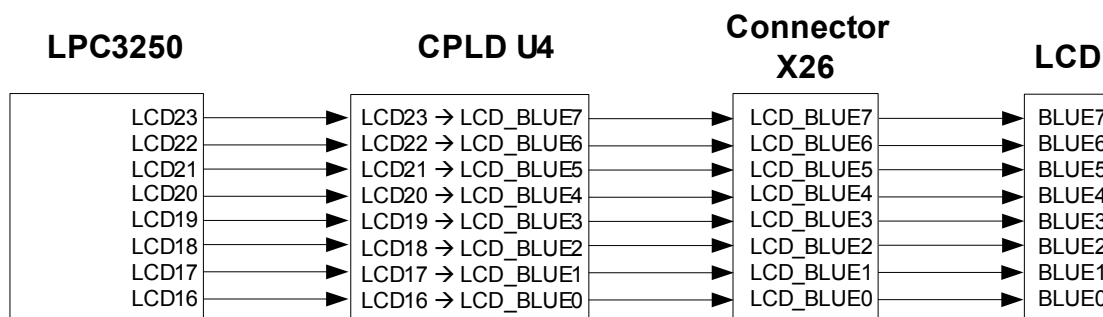 LPC3250
CPLD U4
Connector
X26
LCD
LCD23
LCD23 → LCD_BLUE7
LCD_BLUE7
BLUE7
LCD22
LCD22 → LCD_BLUE6
LCD_BLUE6
BLUE6
LCD21
LCD21 → LCD_BLUE5
LCD_BLUE5
BLUE5
LCD20
LCD20 → LCD_BLUE4
LCD_BLUE4
BLUE4
LCD19
LCD19 → LCD_BLUE3
LCD_BLUE3
BLUE3
LCD18
LCD18 → LCD_BLUE2
LCD_BLUE2
BLUE2
LCD17
LCD17 → LCD_BLUE1
LCD_BLUE1
BLUE1
LCD16
LCD16 → LCD_BLUE0
LCD_BLUE0
BLUE0